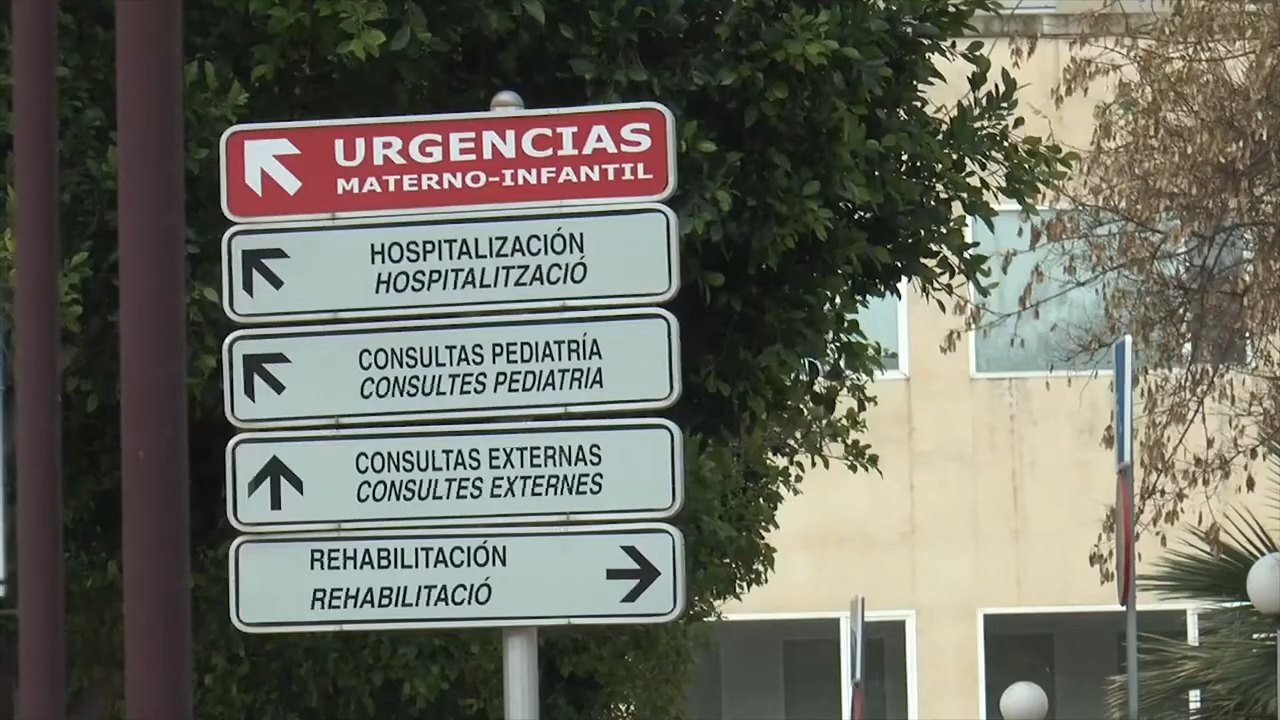 URGENCIAS
MATERNO-INFANTIL
HOSPITALIZACIÓN
HOSPITALITZACIÓ
CONSULTAS PEDIATRÍA
CONSULTES PEDIATRIA
CONSULTAS EXTERNAS
CONSULTES EXTERNES
REHABILITACIÓN
REHABILITACIÓ